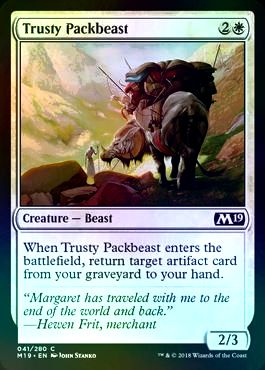 Trusty Packbeast 2
Creature — Beast M19
When Trusty Packbeast enters the
battlefield, return target artifact card
from your graveyard to your hand.
“Margaret has traveled with me to the
end of the world and back.”
—Hewen Frit, merchant
2/3
041/280 C
M19 • EN JOHN STANKO
™ & © 2018 Wizards of the Coast